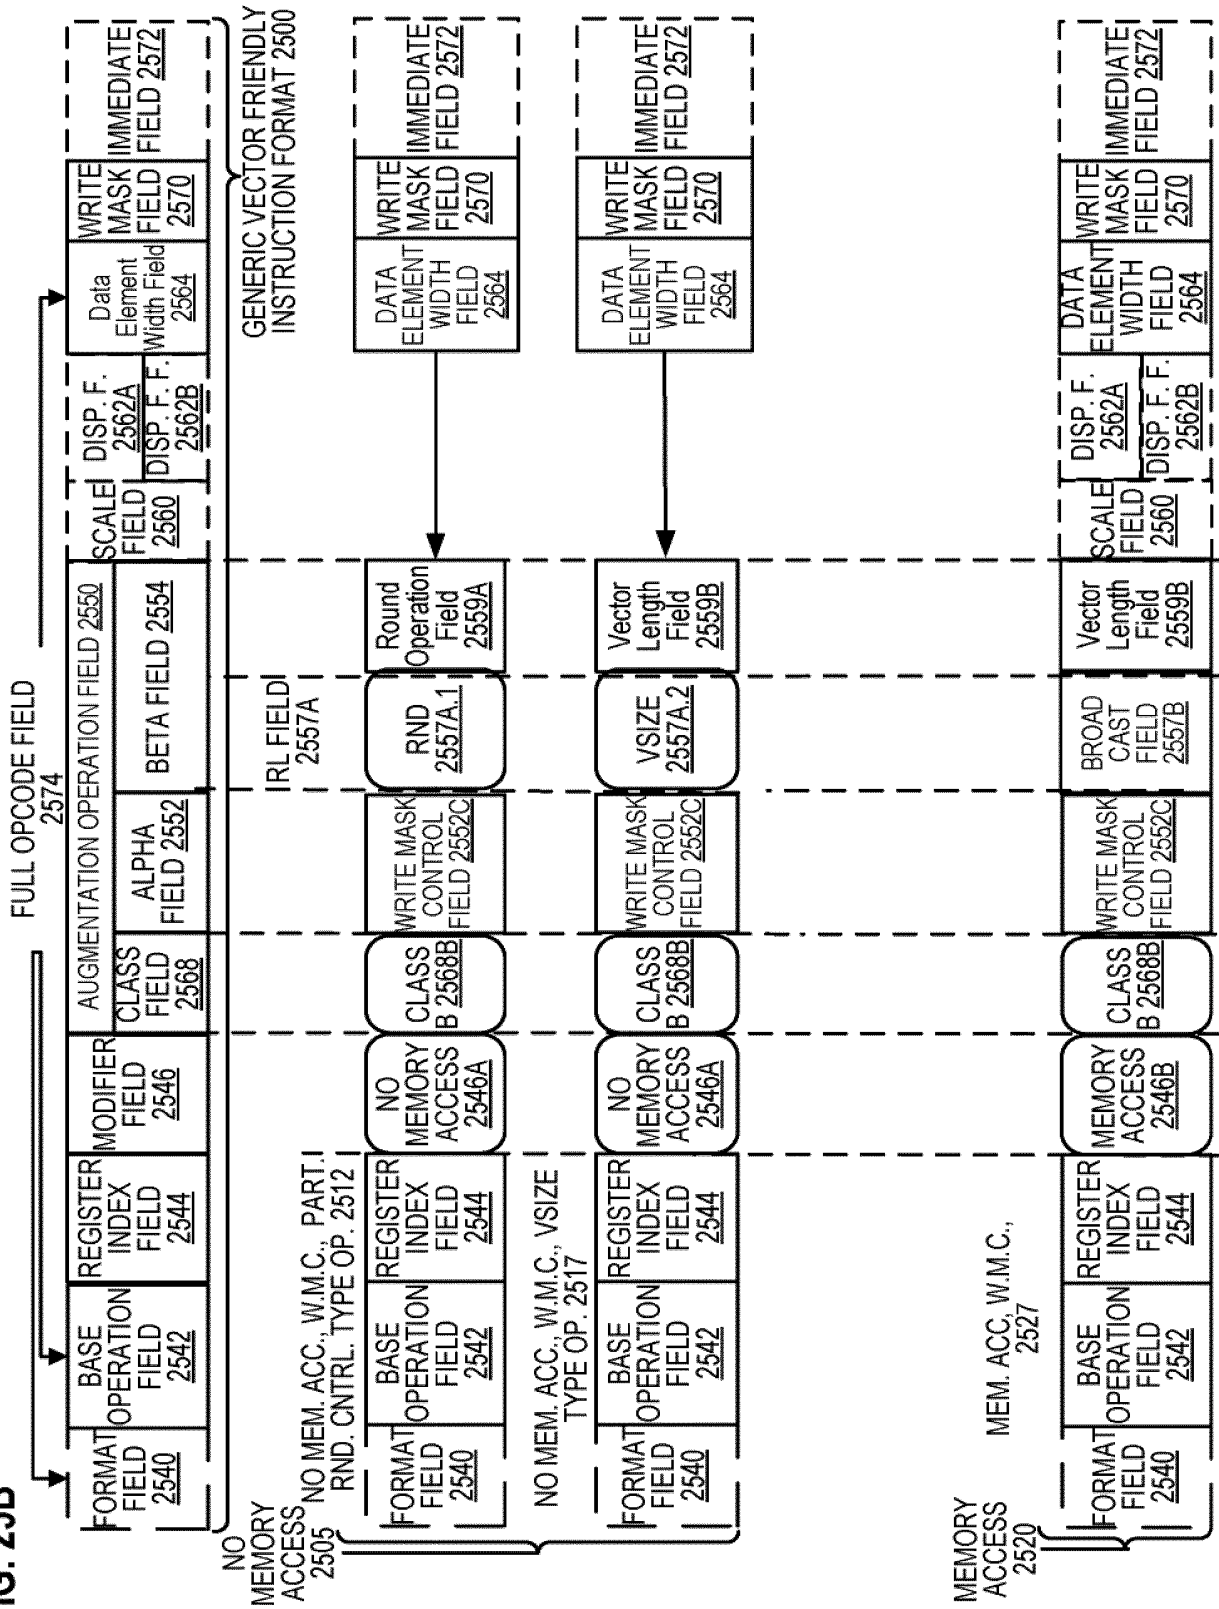 IG. 25B
FULL OPCODE FIELD
2574
FORMAT
FIELD
2540
BASE
OPERATION
FIELD
2542
REGISTER
INDEX
FIELD
2544
MODIFIER
FIELD
2546
AUGMENTATION OPERATION FIELD 2550
CLASS
FIELD
2568
ALPHA
FIELD 2552
BETA FIELD 2554
SCALE
FIELD
2560
DISP. F.
2562A
DISP. F. F.
2562B
Data
Element
Width Field
2564
WRITE
MASK
FIELD
2570
IMMEDIATE
FIELD 2572
GENERIC VECTOR FRIENDLY
INSTRUCTION FORMAT 2500
NO
MEMORY
ACCESS
2505
NO MEM. ACC., W.M.C., PART.
RND. CNTRL. TYPE OP. 2512
IRL FIELD
2557A
FORMAT
FIELD
2540
BASE
OPERATION
FIELD
2542
REGISTER
INDEX
FIELD
2544
NO
MEMORY
ACCESS
2546A
CLASS
B 2568B
WRITE MASK
CONTROL
FIELD 2552C
RND
2557A.1
Round
Operation
Field
2559A
DATA
ELEMENT
WIDTH
FIELD
2564
WRITE
MASK
FIELD
2570
IMMEDIATE
FIELD 2572
NO MEM. ACC., W.M.C., VSIZE
TYPE OP. 2517
FORMAT
FIELD
2540
BASE
OPERATION
FIELD
2542
REGISTER
INDEX
FIELD
2544
NO
MEMORY
ACCESS
2546A
CLASS
B 2568B
WRITE MASK
CONTROL
FIELD 2552C
VSIZE
2557A.2
Vector
Length
Field
2559B
DATA
ELEMENT
WIDTH
FIELD
2564
WRITE
MASK
FIELD
2570
IMMEDIATE
FIELD 2572
MEMORY
ACCESS
2520
MEM. ACC, W.M.C.,
2527
FORMAT
FIELD
2540
BASE
OPERATION
FIELD
2542
REGISTER
INDEX
FIELD
2544
MEMORY
ACCESS
2546B
CLASS
B 2568B
WRITE MASK
CONTROL
FIELD 2552C
BROAD
CAST
FIELD
2557B
Vector
Length
Field
2559B
SCALE
FIELD
2560
DISP. F.
2562A
DISP. F. F.
2562B
DATA
ELEMENT
WIDTH
FIELD
2564
WRITE
MASK
FIELD
2570
IMMEDIATE
FIELD 2572